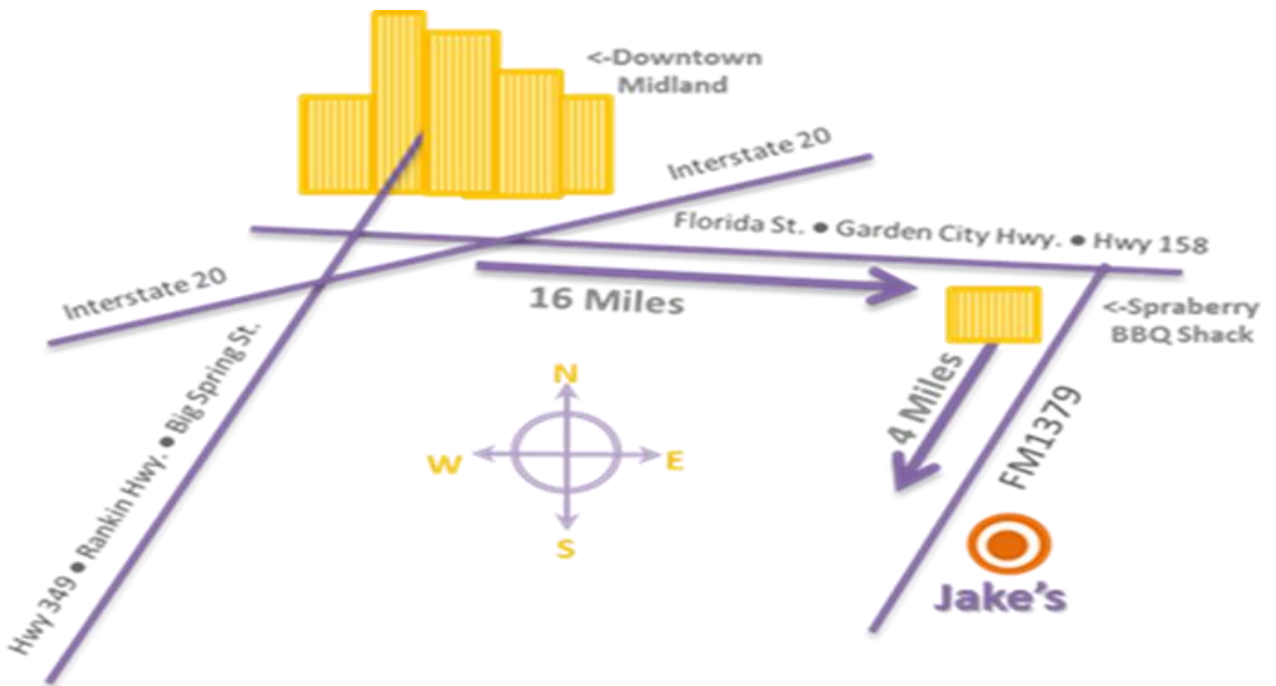 <-Downtown
Midland
Interstate 20
Florida St. ● Garden City Hwy. ● Hwy 158
Interstate 20
16 Miles
<-Spraberry
BBQ Shack
Hwy 349 ● Rankin Hwy. ● Big Spring St.
4 Miles
FM1379
N
W
E
S
Jake's